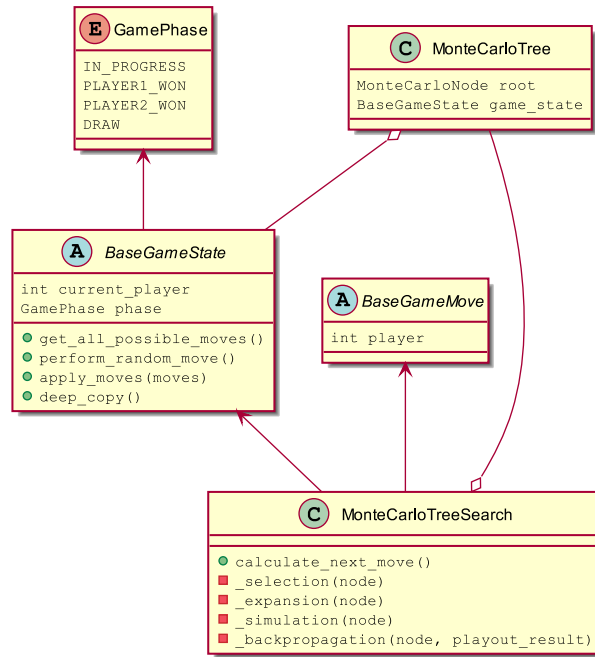 E GamePhase
IN_PROGRESS
PLAYER1_WON
PLAYER2_WON
DRAW
C MonteCarloTree
MonteCarloNode root
BaseGameState game_state
A BaseGameState
int current_player
GamePhase phase
get_all_possible_moves()
perform_random_move()
apply_moves(moves)
deep_copy()
A BaseGameMove
int player
C MonteCarloTreeSearch
calculate_next_move()
_selection(node)
_expansion(node)
_simulation(node)
_backpropagation(node, playout_result)